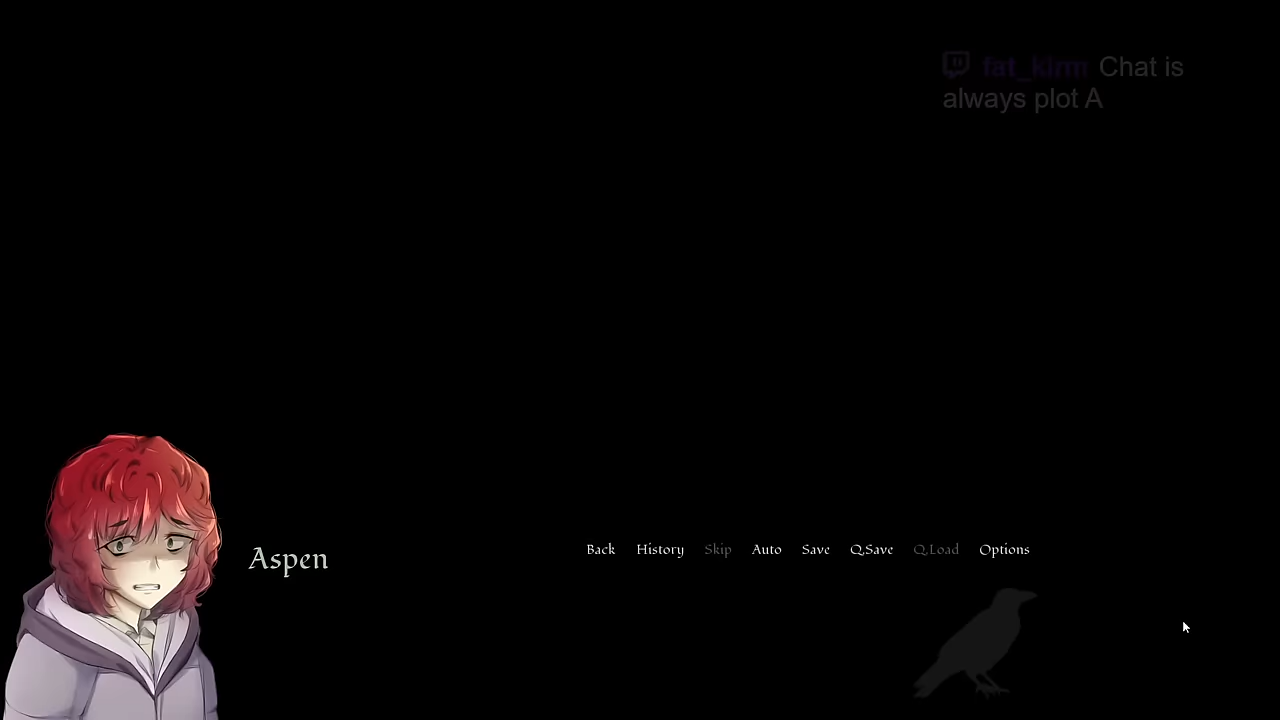 fat_kirm Chat is
always plot A
Aspen
Back History Skip Auto Save Q.Save Q.Load Options